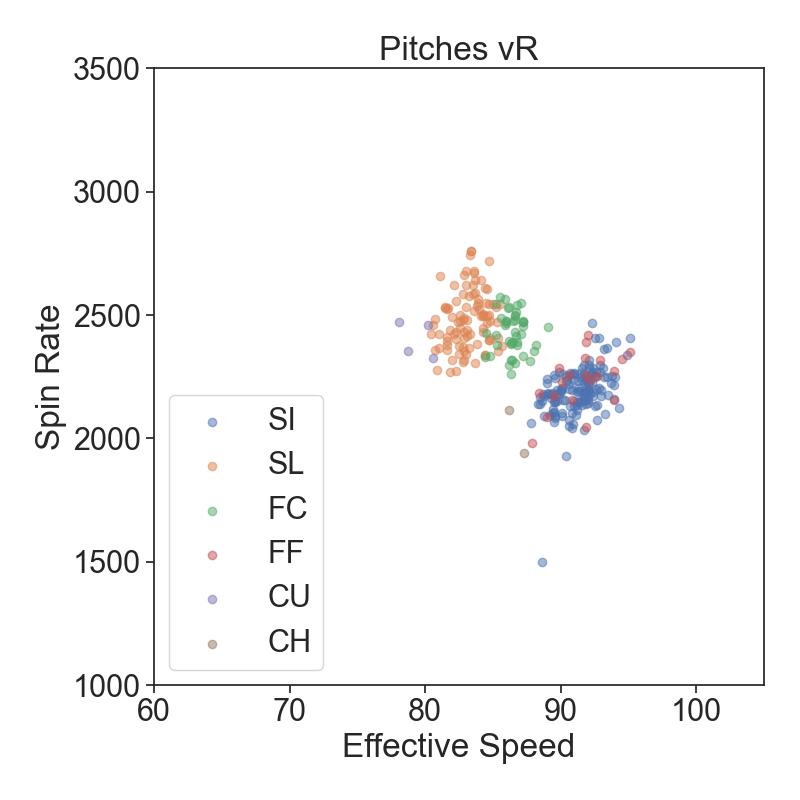 Pitches vR
3500
3000
2500
2000
1500
1000
Spin Rate
SI
SL
FC
FF
CU
CH
60
70
80
90
100
Effective Speed